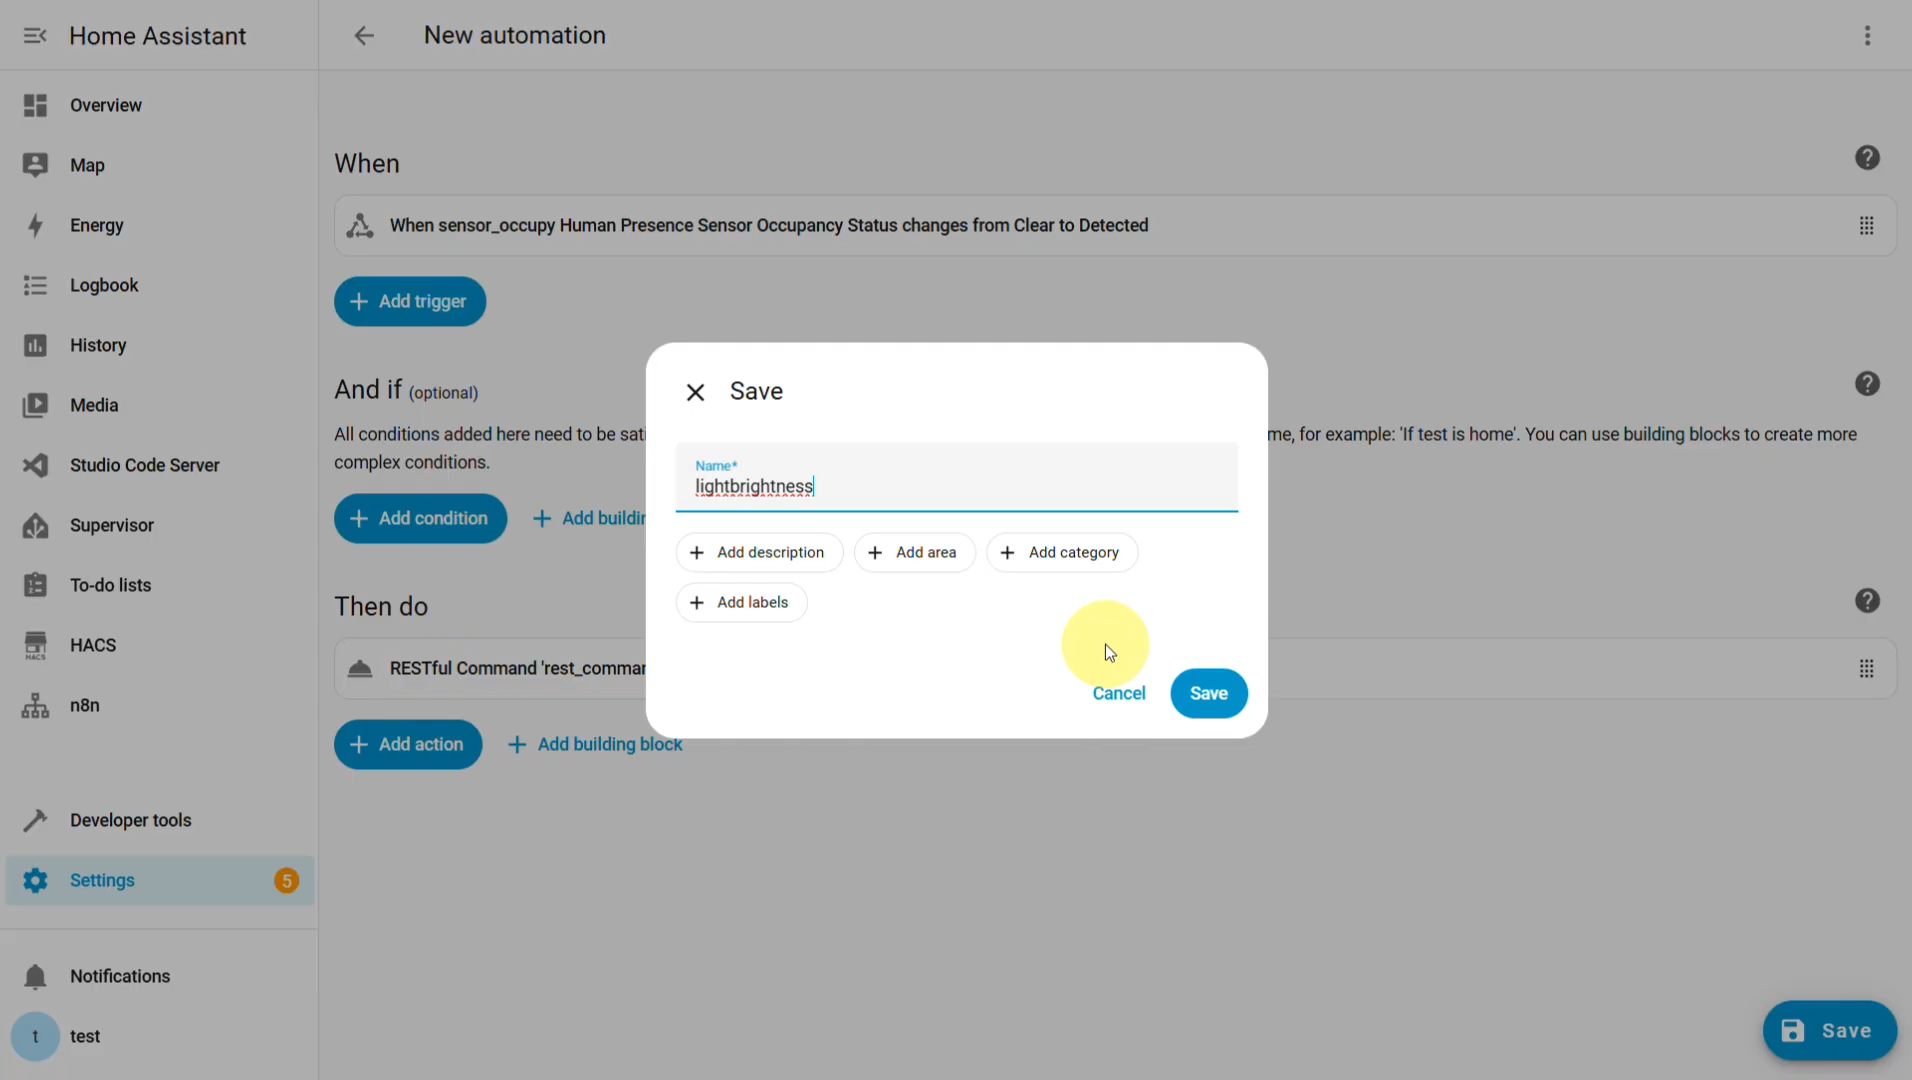 Home Assistant
New automation
Overview
Map
Energy
Logbook
History
Media
Studio Code Server
Supervisor
To-do lists
HACS
HACS
n8n
Developer tools
Settings
5
Notifications
t
test
When
When sensor_occupy Human Presence Sensor Occupancy Status changes from Clear to Detected
Add trigger
And if (optional)
All conditions added here need to be sati
me, for example: 'If test is home'. You can use building blocks to create more
complex conditions.
Add condition
Add buildin
Then do
RESTful Command 'rest_comman
Add action
Add building block
Save
Name*
lightbrightness
Add description
Add area
Add category
Add labels
Cancel
Save
Save